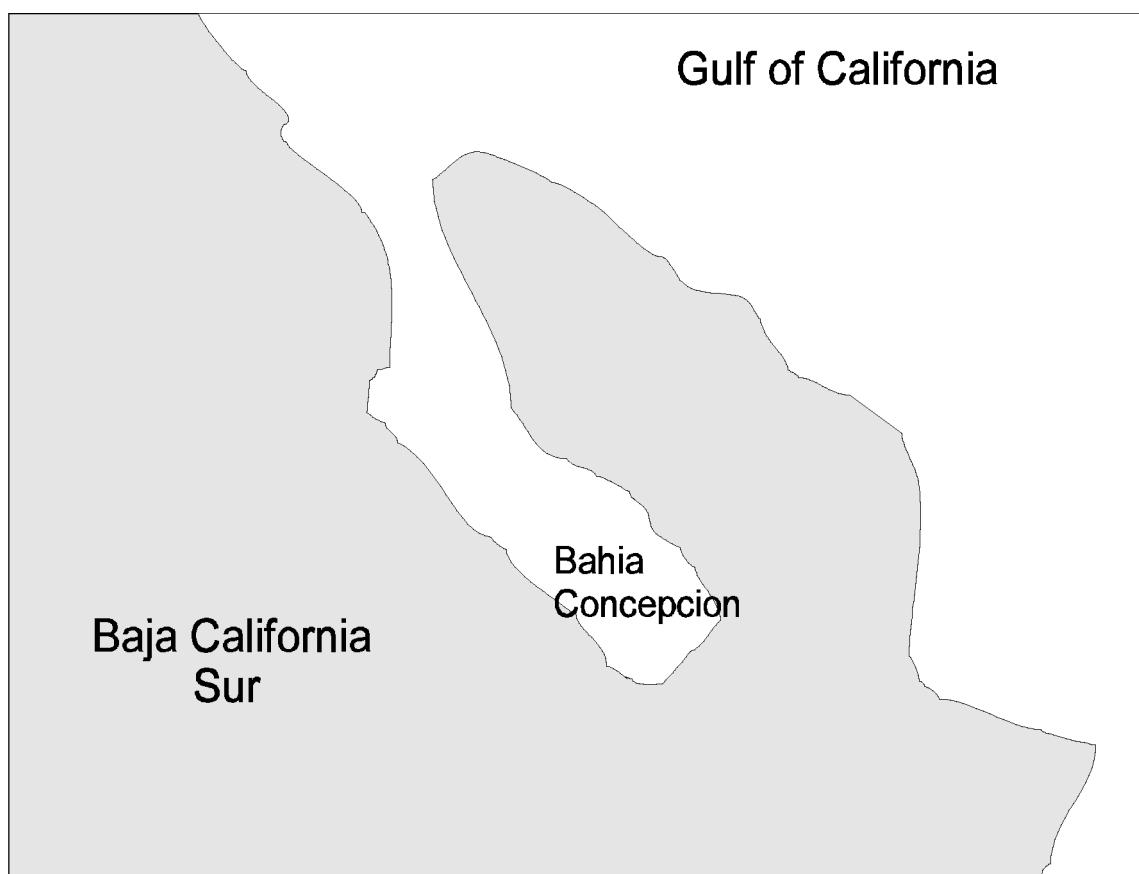 Gulf of California
Bahia
Concepcion
Baja California
Sur